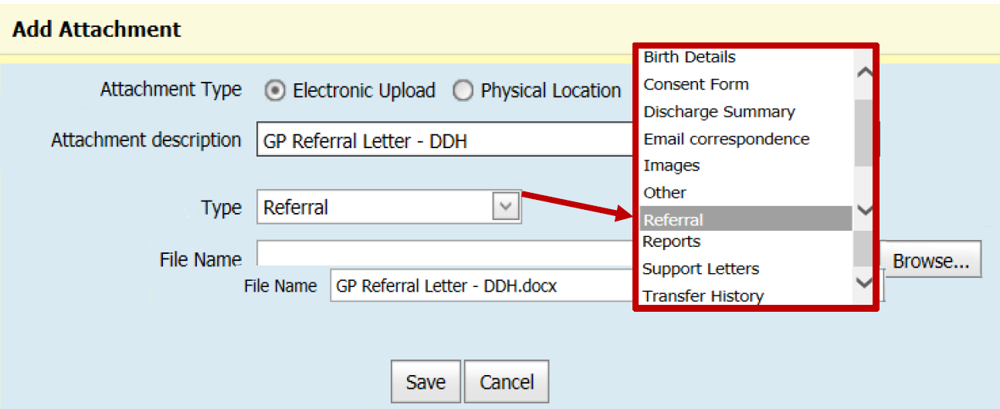 Add Attachment
Attachment Type Electronic Upload Physical Location
Attachment description GP Referral Letter - DDH
Type Referral
File Name Browse...
File Name GP Referral Letter - DDH.docx
Birth Details
Consent Form
Discharge Summary
Email correspondence
Images
Other
Referral
Reports
Support Letters
Transfer History
Save Cancel